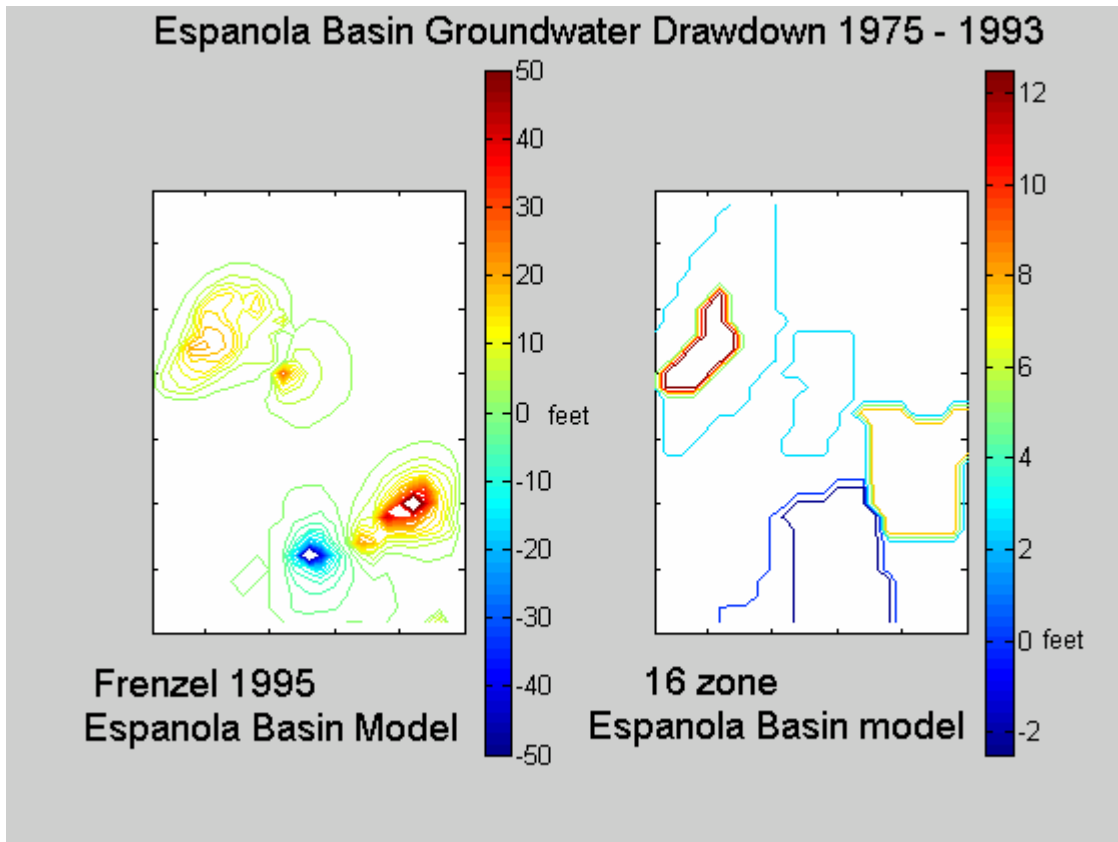 Espanola Basin Groundwater Drawdown 1975 - 1993
50
40
30
20
10
0 feet
-10
-20
-30
-40
-50
12
10
8
6
4
2
0 feet
-2
Frenzel 1995
Espanola Basin Model
16 zone
Espanola Basin model